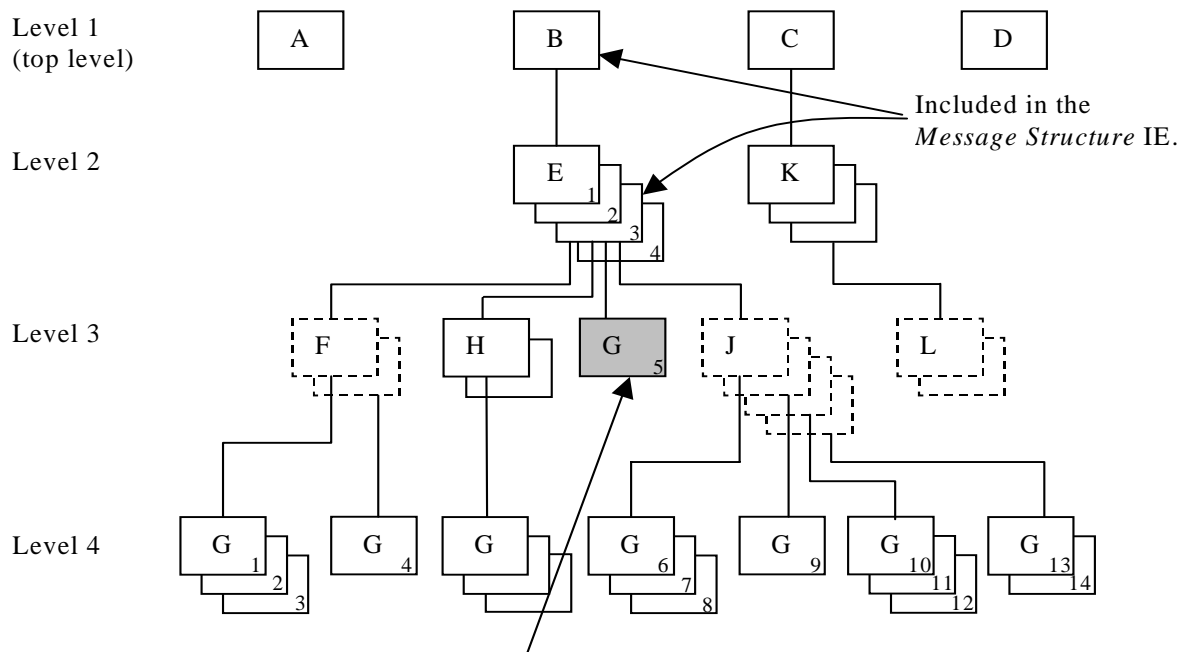 Level 1
(top level)
A
B
C
D
Included in the
Message Structure IE.
Level 2
E
1
2
3
4
K
Level 3
F
H
G
5
J
L
Level 4
G
1
2
3
G
4
G
G
6
7
8
G
9
G
10
11
12
G
13
14